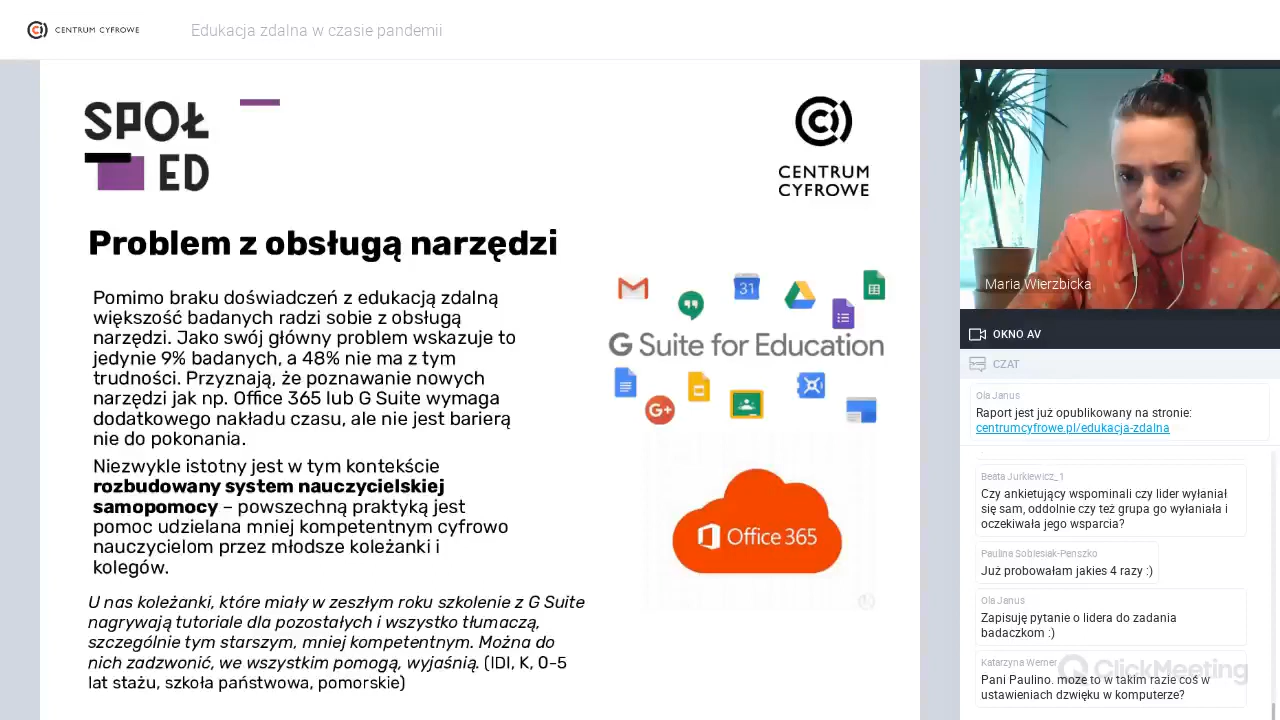 CENTRUM CYFROWE
Edukacja zdalna w czasie pandemii
SPOŁ
ED
CENTRUM
CYFROWE
Problem z obsługą narzędzi
Pomimo braku doświadczeń z edukacją zdalną
większość badanych radzi sobie z obsługą
narzędzi. Jako swój główny problem wskazuje to
jedynie 9% badanych, a 48% nie ma z tym
trudności. Przyznają, że poznawanie nowych
narzędzi jak np. Office 365 lub G Suite wymaga
dodatkowego nakładu czasu, ale nie jest barierą
nie do pokonania.
Niezwykle istotny jest w tym kontekście
rozbudowany system nauczycielskiej
samopomocy – powszechną praktyką jest
pomoc udzielana mniej kompetentnym cyfrowo
nauczycielom przez młodsze koleżanki i
kolegów.
U nas koleżanki, które miały w zeszłym roku szkolenie z G Suite
nagrywają tutoriale dla pozostałych i wszystko tłumaczą,
szczególnie tym starszym, mniej kompetentnym. Można do
nich zadzwonić, we wszystkim pomogą, wyjaśnią. (IDI, K, 0-5
lat stażu, szkoła państwowa, pomorskie)
31
G Suite for Education
G+
Office 365
Maria Wierzbicka
OKNO AV
CZAT
Ola Janus
Raport jest już opublikowany na stronie:
centrumcyfrowe.pl/edukacja-zdalna
Beata Jurkiewicz_1
Czy ankietujący wspominali czy lider wyłaniał
się sam, oddolnie czy też grupa go wyłaniała i
oczekiwała jego wsparcia?
Paulina Sobiesiak-Penszko
Już probowałam jakies 4 razy :)
Ola Janus
Zapisuję pytanie o lidera do zadania
badaczkom :)
Katarzyna Werner
Pani Paulino. może to w takim razie coś w
ustawieniach dzwięku w komputerze?
ClickMeeting